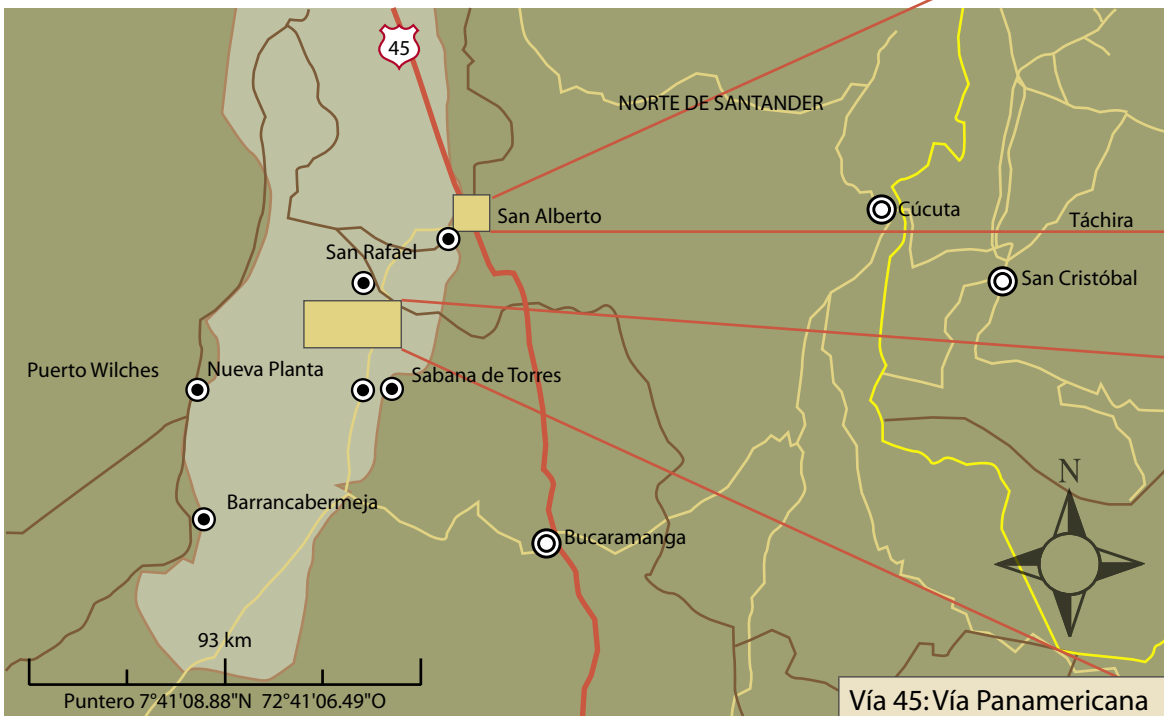 45
NORTE DE SANTANDER
Cúcuta
San Alberto
Táchira
San Rafael
San Cristóbal
Puerto Wilches
Nueva Planta
Sabana de Torres
N
Barrancabermeja
Bucaramanga
93 km
Puntero 7°41'08.88"N 72°41'06.49"O
Vía 45: Vía Panamericana